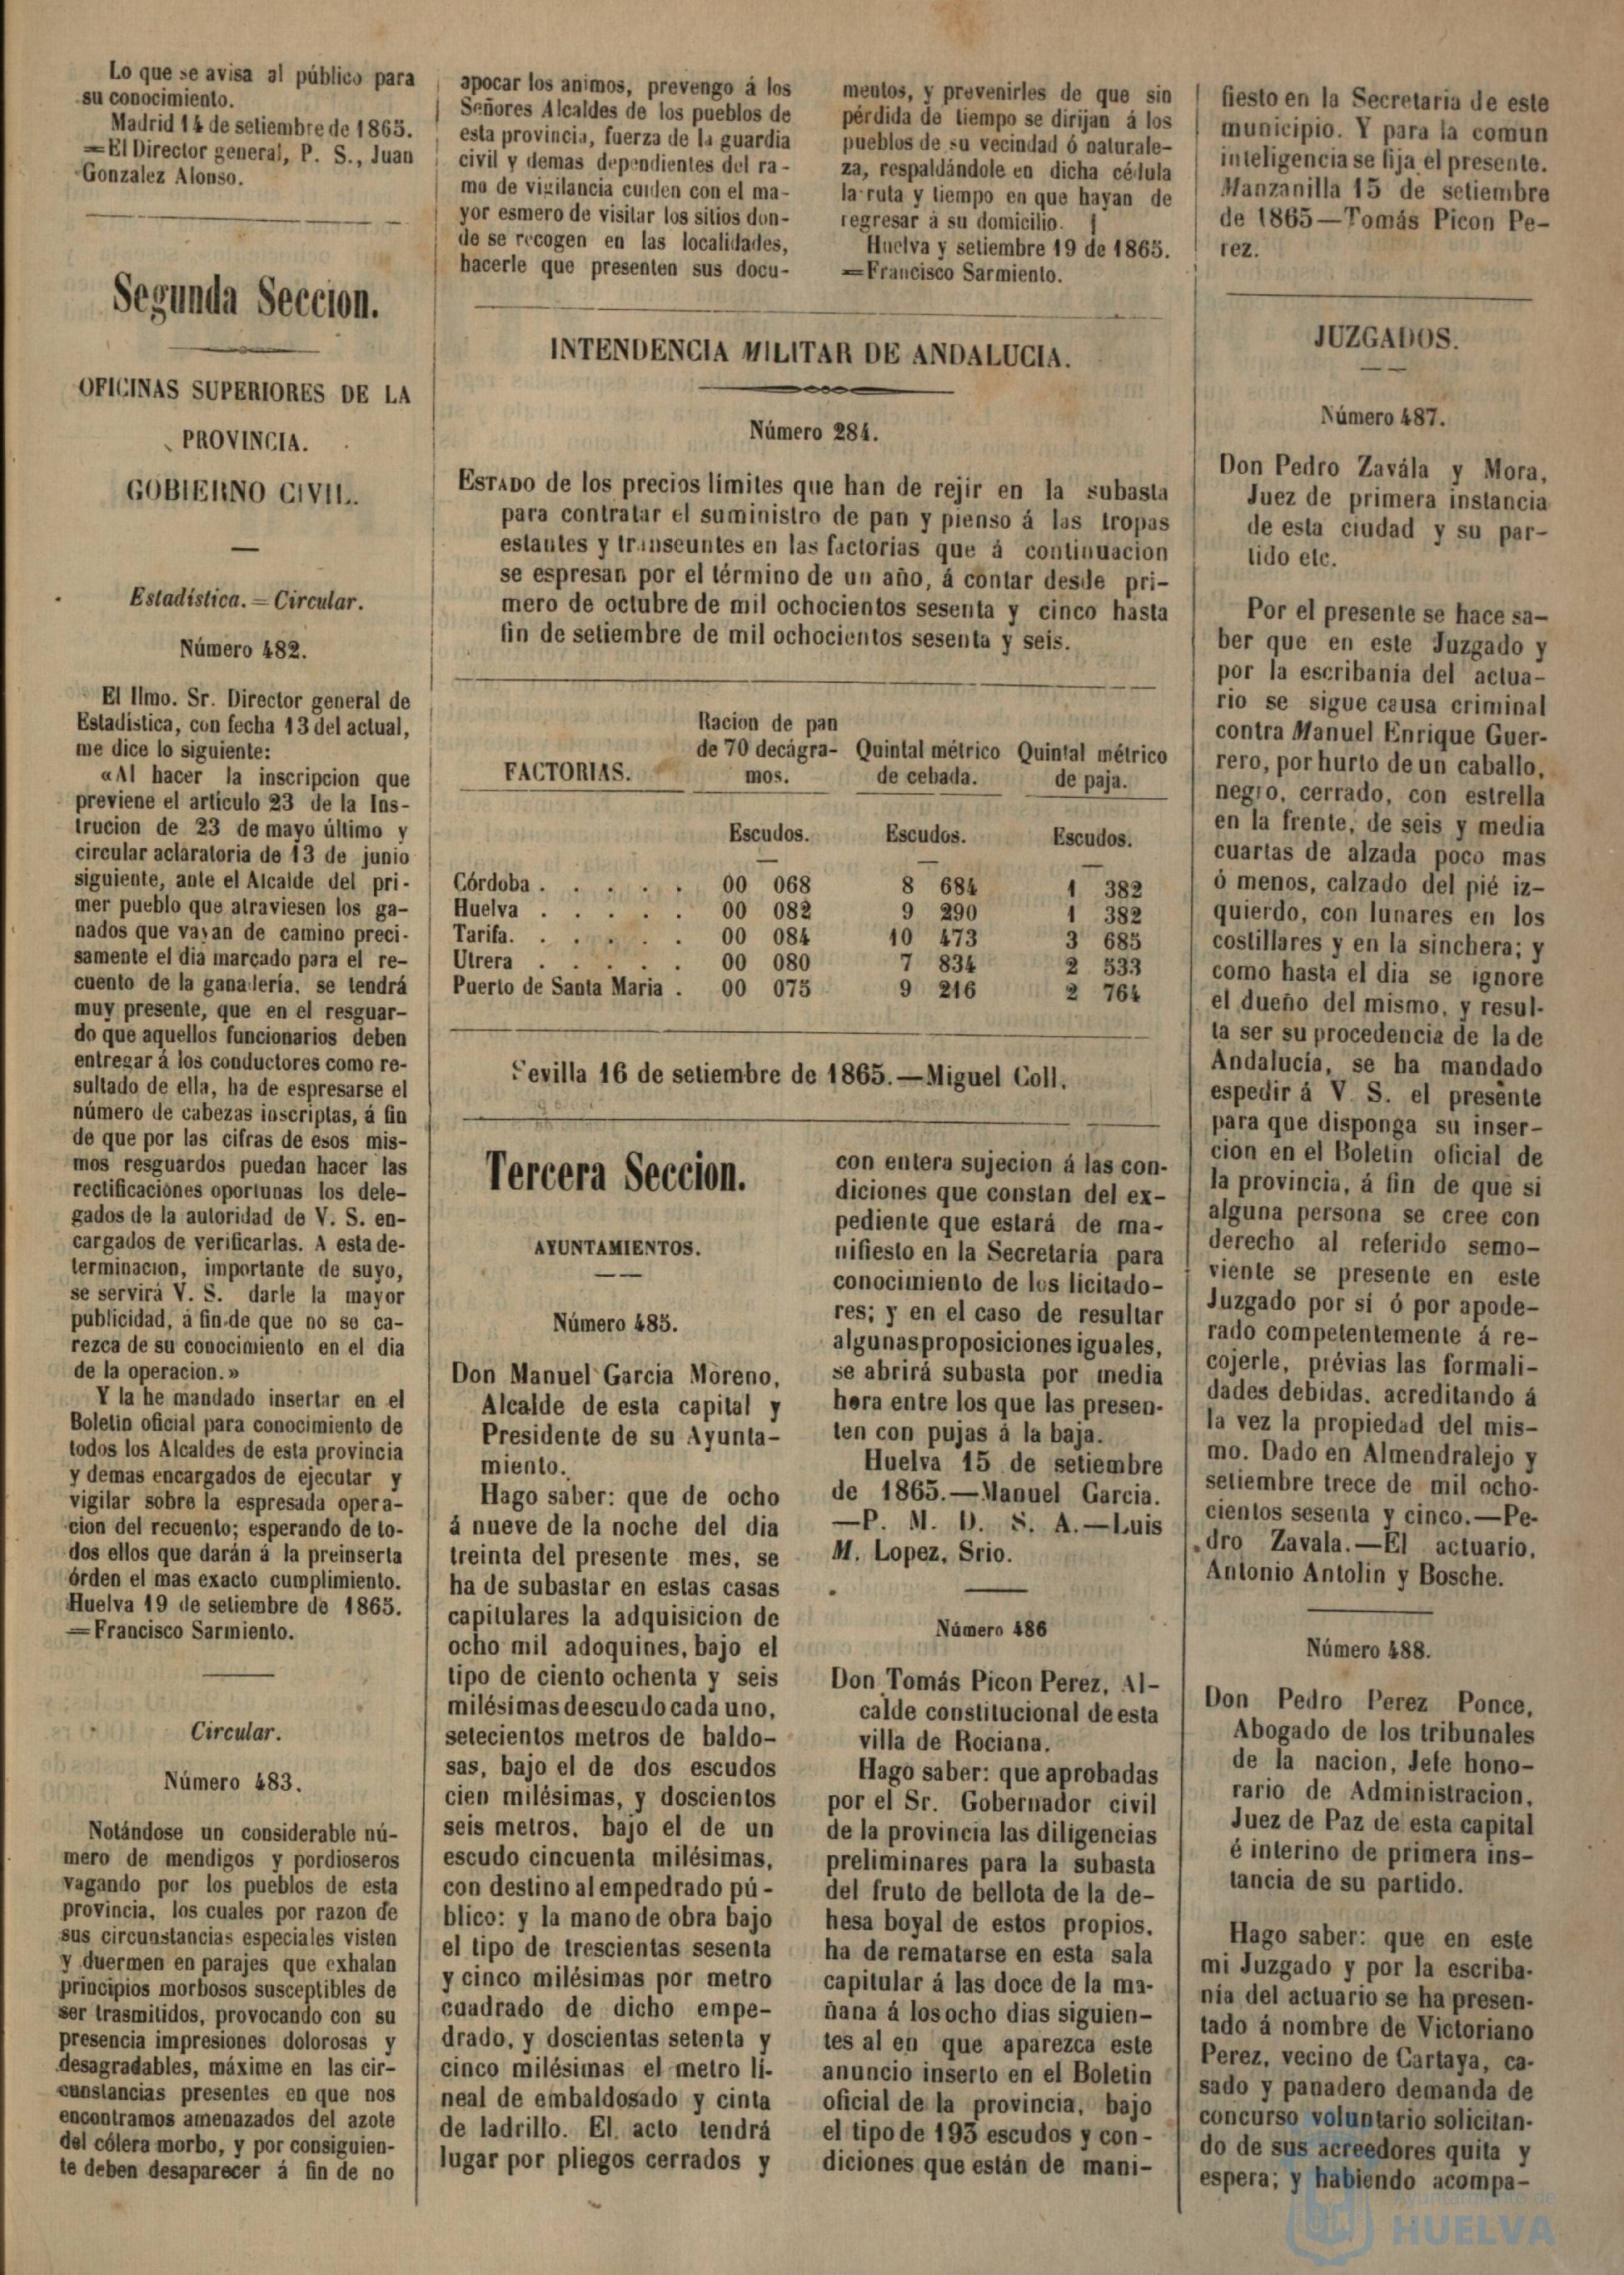 Lo que se avisa al público para
su conocimiento.
Madrid 14 de setiembre de 1865.
=El Director general, P. S., Juan
Gonzalez Alonso.
Segunda Seccion.
OFICINAS SUPERIORES DE LA
PROVINCIA.
GOBIERNO CIVIL.
Estadística.=Circular.
Número 482.
El Ilmo. Sr. Director general de
Estadística, con fecha 13 del actual,
me dice lo siguiente:
«Al hacer la inscripcion que
previene el artículo 23 de la Ins-
trucion de 23 de mayo último y
circular aclaratoria de 13 de junio
siguiente, ante el Alcalde del pri-
mer pueblo que atraviesen los ga-
nados que vayan de camino preci-
samente el dia marcado para el re-
cuento de la ganadería, se tendrá
muy presente, que en el resguar-
do que aquellos funcionarios deben
entregar á los conductores como re-
sultado de ella, ha de espresarse el
número de cabezas inscriptas, á fin
de que por las cifras de esos mis-
mos resguardos puedan hacer las
rectificaciones oportunas los dele-
gados de la autoridad de V. S. en-
cargados de verificarlas. A esta de-
terminacion, importante de suyo,
se servirá V. S. darle la mayor
publicidad, á fin de que no se ca-
rezca de su conocimiento en el dia
de la operacion.»
Y la he mandado insertar en el
Boletin oficial para conocimiento de
todos los Alcaldes de esta provincia
y demas encargados de ejecutar y
vigilar sobre la espresada opera-
cion del recuento; esperando de to-
dos ellos que darán á la preinserta
órden el mas exacto cumplimiento.
Huelva 19 de setiembre de 1865.
=Francisco Sarmiento.
Circular.
Número 483.
Notándose un considerable nú-
mero de mendigos y pordioseros
vagando por los pueblos de esta
provincia, los cuales por razon de
sus circunstancias especiales visten
y duermen en parajes que exhalan
principios morbosos susceptibles de
ser trasmitidos, provocando con su
presencia impresiones dolorosas y
desagradables, máxime en las cir-
cunstancias presentes en que nos
encontramos amenazados del azote
del cólera morbo, y por consiguien-
te deben desaparecer á fin de no
apocar los animos, prevengo á los
Señores Alcaldes de los pueblos de
esta provincia, fuerza de la guardia
civil y demas dependientes del ra-
mo de vigilancia cuiden con el ma-
yor esmero de visitar los sitios don-
de se recogen en las localidades,
hacerle que presenten sus docu-
mentos, y prevenirles de que sin
pérdida de tiempo se dirijan á los
pueblos de su vecindad ó naturale-
za, respaldándole en dicha cédula
la ruta y tiempo en que hayan de
regresar á su domicilio.
Huelva y setiembre 19 de 1865.
=Francisco Sarmiento.
INTENDENCIA MILITAR DE ANDALUCIA.
Número 284.
ESTADO de los precios límites que han de rejir en la subasta
para contratar el suministro de pan y pienso á las tropas
estantes y transeuntes en las factorías que á continuacion
se espresan por el término de un año, á contar desde pri-
mero de octubre de mil ochocientos sesenta y cinco hasta
fin de setiembre de mil ochocientos sesenta y seis.
Racion de pan
de 70 decágra- Quintal métrico Quintal métrico
FACTORIAS. mos. de cebada. de paja.
Escudos. Escudos. Escudos.
Córdoba . . . . . . 00 068 8 684 1 382
Huelva . . . . . . 00 082 9 290 1 382
Tarifa. . . . . . . 00 084 10 473 3 685
Utrera . . . . . . 00 080 7 834 2 533
Puerto de Santa Maria . 00 075 9 216 2 764
Sevilla 16 de setiembre de 1865.—Miguel Coll.
Tercera Seccion.
AYUNTAMIENTOS.
Número 485.
Don Manuel Garcia Moreno,
Alcalde de esta capital y
Presidente de su Ayunta-
miento.
Hago saber: que de ocho
á nueve de la noche del dia
treinta del presente mes, se
ha de subastar en estas casas
capitulares la adquisicion de
ocho mil adoquines, bajo el
tipo de ciento ochenta y seis
milésimas de escudo cada uno,
setecientos metros de baldo-
sas, bajo el de dos escudos
cien milésimas, y doscientos
seis metros, bajo el de un
escudo cincuenta milésimas,
con destino al empedrado pú-
blico: y la mano de obra bajo
el tipo de trescientas sesenta
y cinco milésimas por metro
cuadrado de dicho empe-
drado, y doscientas setenta y
cinco milésimas el metro li-
neal de embaldosado y cinta
de ladrillo. El acto tendrá
lugar por pliegos cerrados y
con entera sujecion á las con-
diciones que constan del ex-
pediente que estará de ma-
nifiesto en la Secretaría para
conocimiento de los licitado-
res; y en el caso de resultar
algunas proposiciones iguales,
se abrirá subasta por media
hora entre los que las presen-
ten con pujas á la baja.
Huelva 15 de setiembre
de 1865.—Manuel Garcia.
—P. M. D. S. A.—Luis
M. Lopez, Srio.
Número 486
Don Tomás Picon Perez, Al-
calde constitucional de esta
villa de Rociana.
Hago saber: que aprobadas
por el Sr. Gobernador civil
de la provincia las diligencias
preliminares para la subasta
del fruto de bellota de la de-
hesa boyal de estos propios,
ha de rematarse en esta sala
capitular á las doce de la ma-
ñana á los ocho dias siguien-
tes al en que aparezca este
anuncio inserto en el Boletin
oficial de la provincia, bajo
el tipo de 193 escudos y con-
diciones que están de mani-
fiesto en la Secretaria de este
municipio. Y para la comun
inteligencia se fija el presente.
Manzanilla 15 de setiembre
de 1865—Tomás Picon Pe-
rez.
JUZGADOS.
Número 487.
Don Pedro Zavála y Mora,
Juez de primera instancia
de esta ciudad y su par-
tido etc.
Por el presente se hace sa-
ber que en este Juzgado y
por la escribanía del actua-
rio se sigue causa criminal
contra Manuel Enrique Guer-
rero, por hurto de un caballo,
negro, cerrado, con estrella
en la frente, de seis y media
cuartas de alzada poco mas
ó menos, calzado del pié iz-
quierdo, con lunares en los
costillares y en la sinchera; y
como hasta el dia se ignore
el dueño del mismo, y resul-
ta ser su procedencia de la de
Andalucía, se ha mandado
espedir á V. S. el presente
para que disponga su inser-
cion en el Boletin oficial de
la provincia, á fin de que si
alguna persona se cree con
derecho al referido semo-
viente se presente en este
Juzgado por si ó por apode-
rado competentemente á re-
cojerle, prévias las formali-
dades debidas, acreditando á
la vez la propiedad del mis-
mo. Dado en Almendralejo y
setiembre trece de mil ocho-
cientos sesenta y cinco.—Pe-
dro Zavala.—El actuario,
Antonio Antolin y Bosche.
Número 488.
Don Pedro Perez Ponce,
Abogado de los tribunales
de la nacion, Jefe hono-
rario de Administracion,
Juez de Paz de esta capital
é interino de primera ins-
tancia de su partido.
Hago saber: que en este
mi Juzgado y por la escriba-
nía del actuario se ha presen-
tado á nombre de Victoriano
Perez, vecino de Cartaya, ca-
sado y panadero demanda de
concurso voluntario solicitan-
do de sus acreedores quita y
espera; y habiendo acompa-
Ayuntamiento de
HUELVA